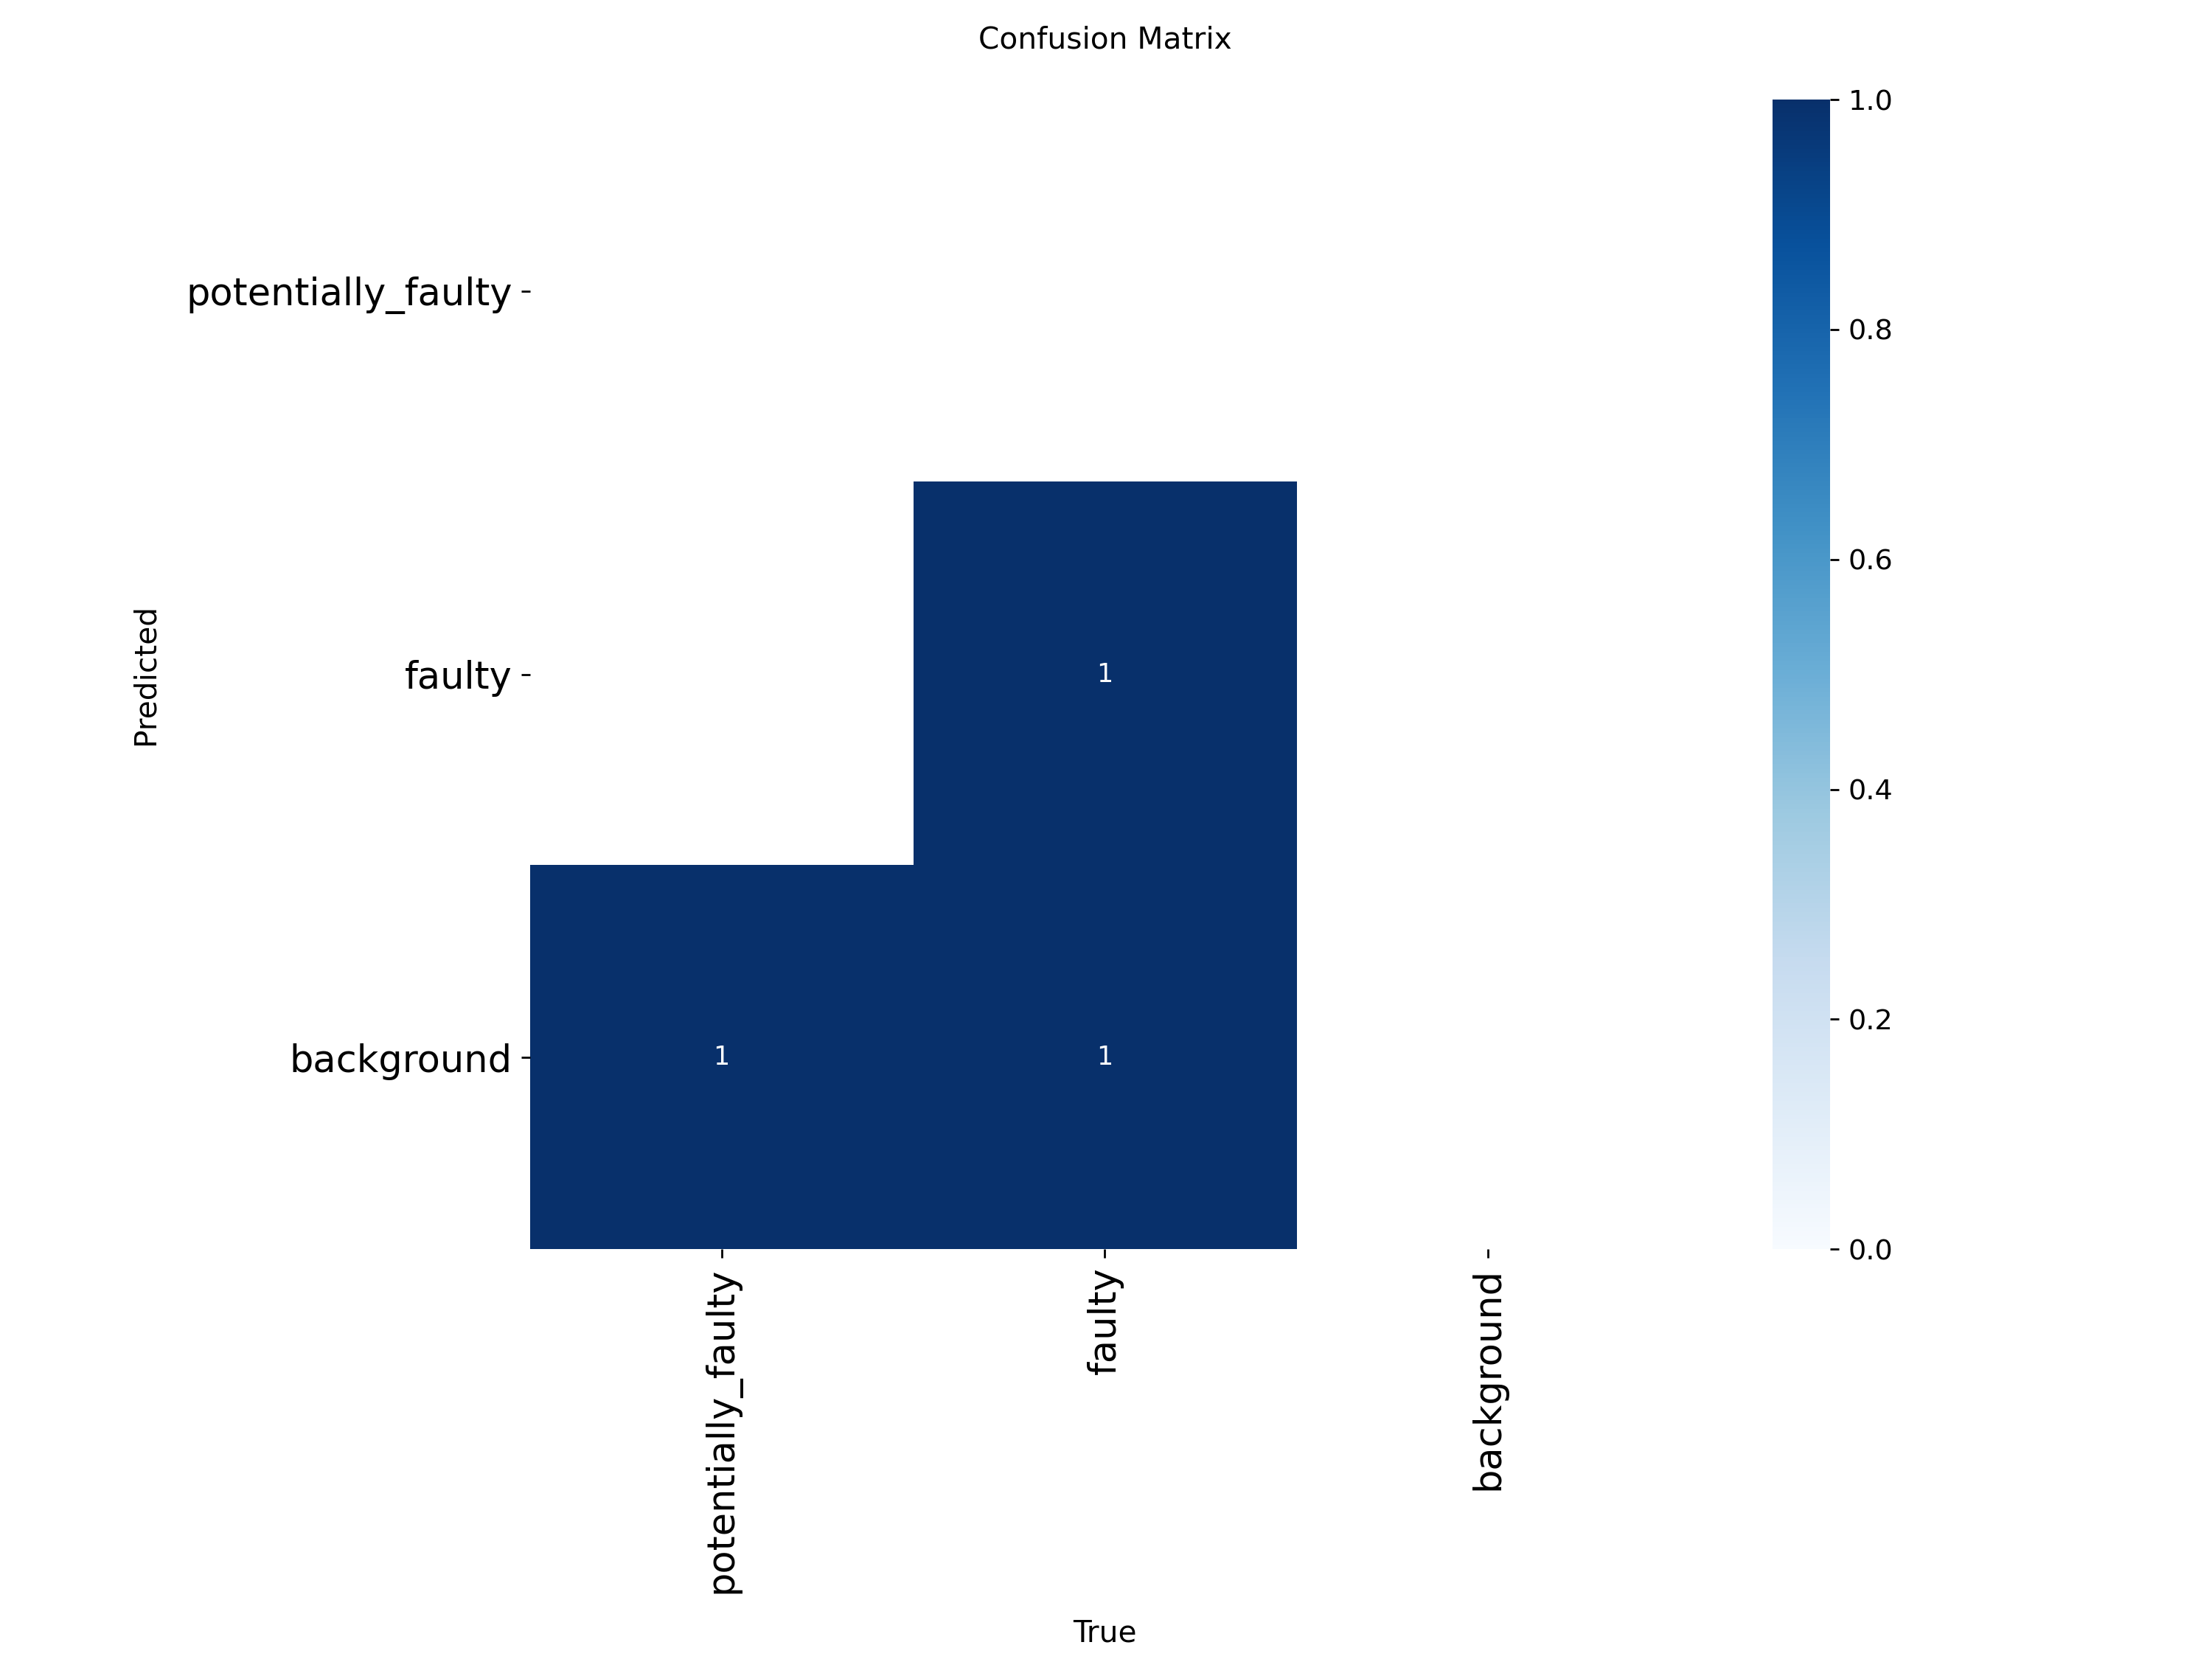 Confusion Matrix
1.0
potentially_faulty
0.8
0.6
Predicted
faulty
1
0.4
background
1
1
0.2
0.0
potentially_faulty
faulty
background
True